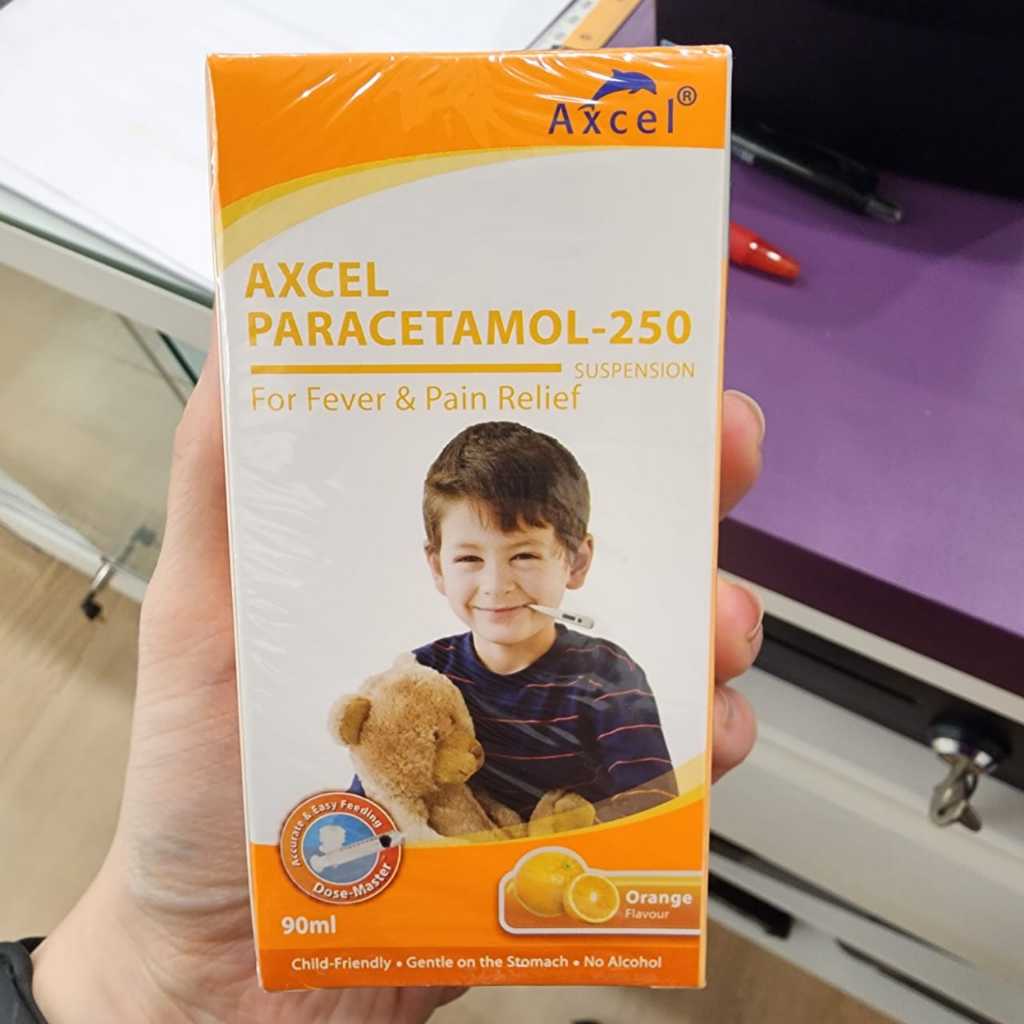 Axcel®
AXCEL
PARACETAMOL-250
SUSPENSION
For Fever & Pain Relief
Accurate & Easy Feeding
Dose-Master™
Orange
Flavour
90ml
Child-Friendly • Gentle on the Stomach • No Alcohol